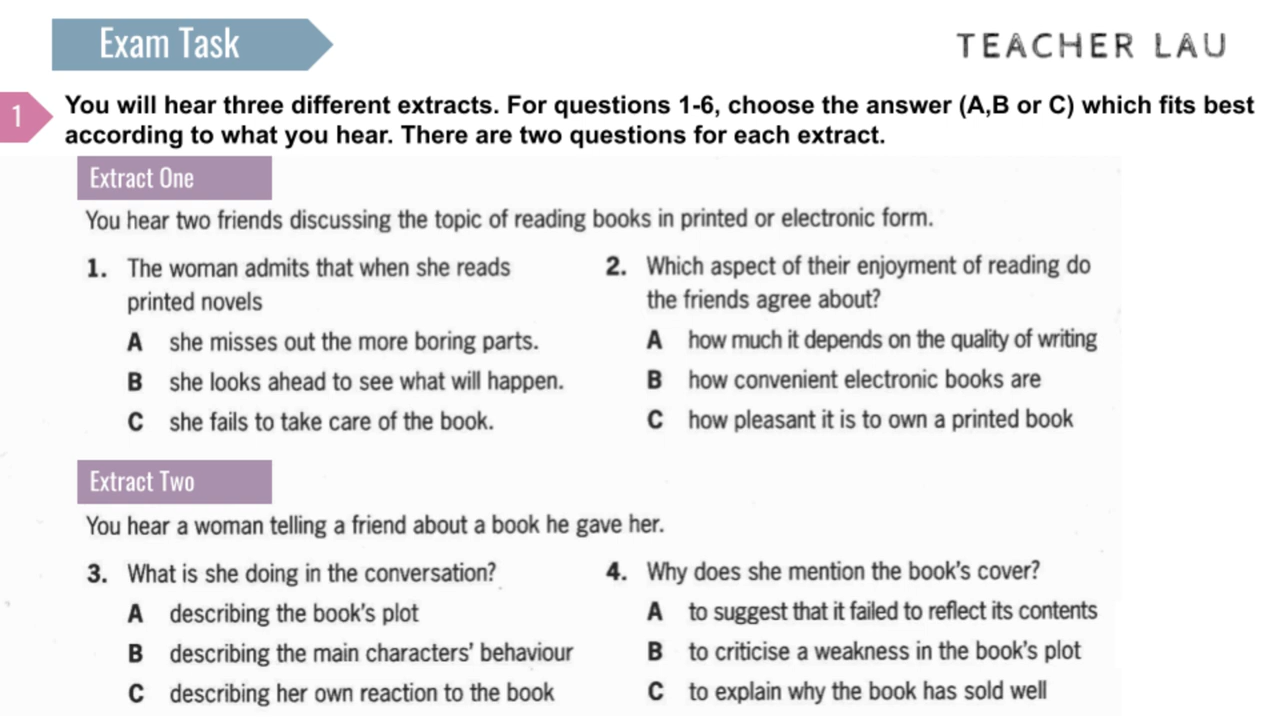 Exam Task
TEACHER LAU
1
You will hear three different extracts. For questions 1-6, choose the answer (A,B or C) which fits best
according to what you hear. There are two questions for each extract.
Extract One
You hear two friends discussing the topic of reading books in printed or electronic form.
1. The woman admits that when she reads
printed novels
A she misses out the more boring parts.
B she looks ahead to see what will happen.
C she fails to take care of the book.
2. Which aspect of their enjoyment of reading do
the friends agree about?
A how much it depends on the quality of writing
B how convenient electronic books are
C how pleasant it is to own a printed book
Extract Two
You hear a woman telling a friend about a book he gave her.
3. What is she doing in the conversation?
A describing the book's plot
B describing the main characters' behaviour
C describing her own reaction to the book
4. Why does she mention the book's cover?
A to suggest that it failed to reflect its contents
B to criticise a weakness in the book's plot
C to explain why the book has sold well